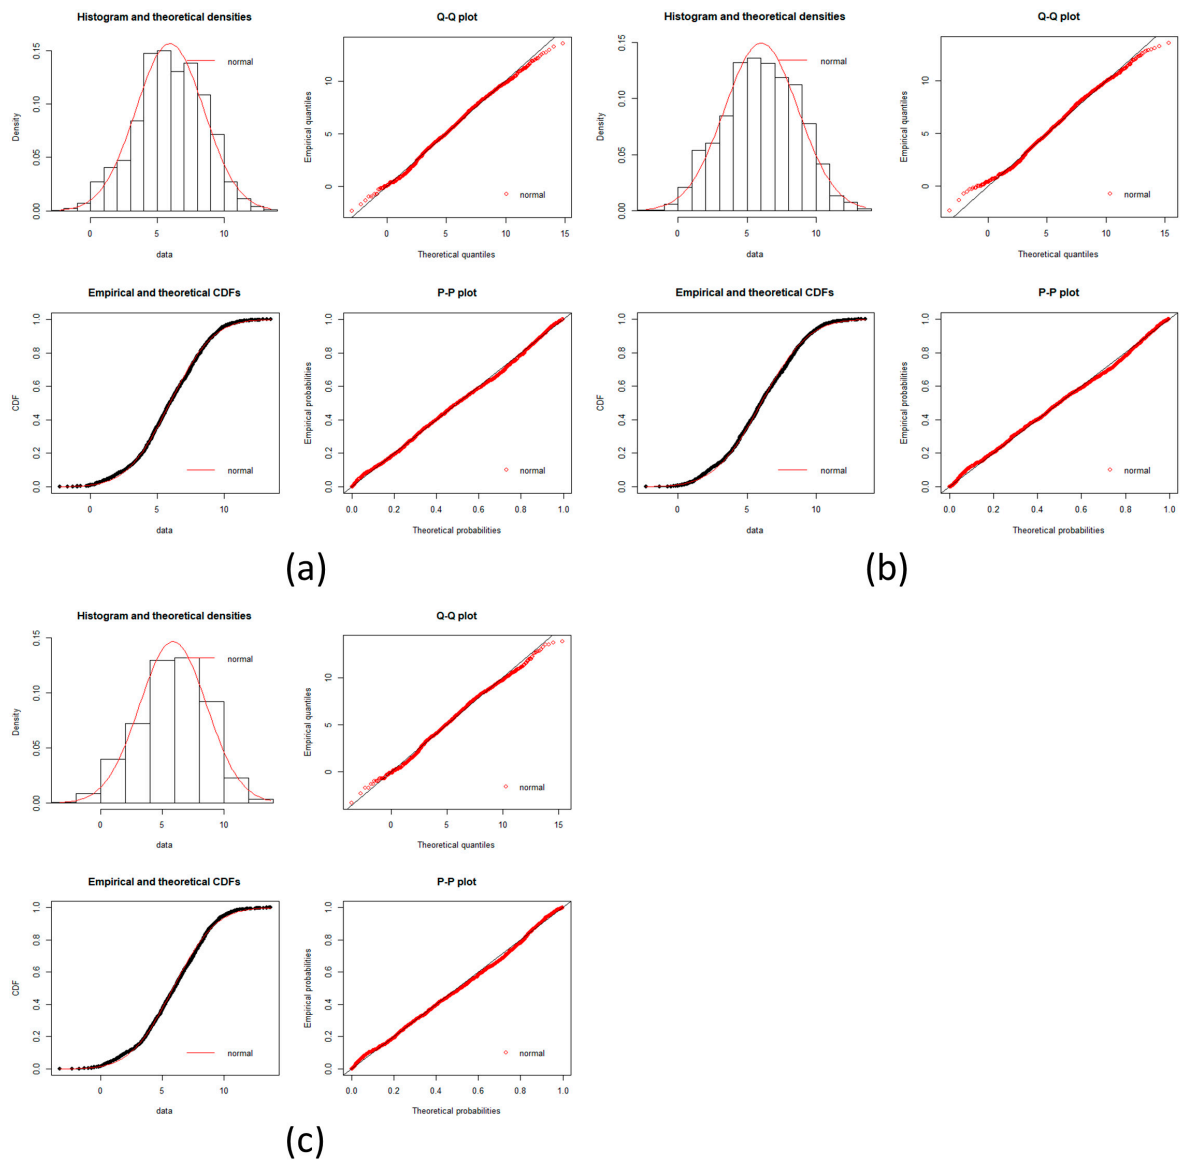 Histogram and theoretical densities
Density
0.00 0.05 0.10 0.15
normal
0 5 10
data
Q-Q plot
Empirical quantiles
0 5 10
normal
0 5 10 15
Theoretical quantiles
Empirical and theoretical CDFs
CDF
0.0 0.2 0.4 0.6 0.8 1.0
normal
0 5 10
data
P-P plot
Empirical probabilities
0.0 0.2 0.4 0.6 0.8 1.0
normal
0.0 0.2 0.4 0.6 0.8 1.0
Theoretical probabilities
(a)
Histogram and theoretical densities
Density
0.00 0.05 0.10 0.15
normal
0 5 10
data
Q-Q plot
Empirical quantiles
0 5 10
normal
0 5 10 15
Theoretical quantiles
Empirical and theoretical CDFs
CDF
0.0 0.2 0.4 0.6 0.8 1.0
normal
0 5 10
data
P-P plot
Empirical probabilities
0.0 0.2 0.4 0.6 0.8 1.0
normal
0.0 0.2 0.4 0.6 0.8 1.0
Theoretical probabilities
(b)
Histogram and theoretical densities
Density
0.00 0.05 0.10 0.15
normal
0 5 10
data
Q-Q plot
Empirical quantiles
0 5 10
normal
0 5 10 15
Theoretical quantiles
Empirical and theoretical CDFs
CDF
0.0 0.2 0.4 0.6 0.8 1.0
normal
0 5 10
data
P-P plot
Empirical probabilities
0.0 0.2 0.4 0.6 0.8 1.0
normal
0.0 0.2 0.4 0.6 0.8 1.0
Theoretical probabilities
(c)